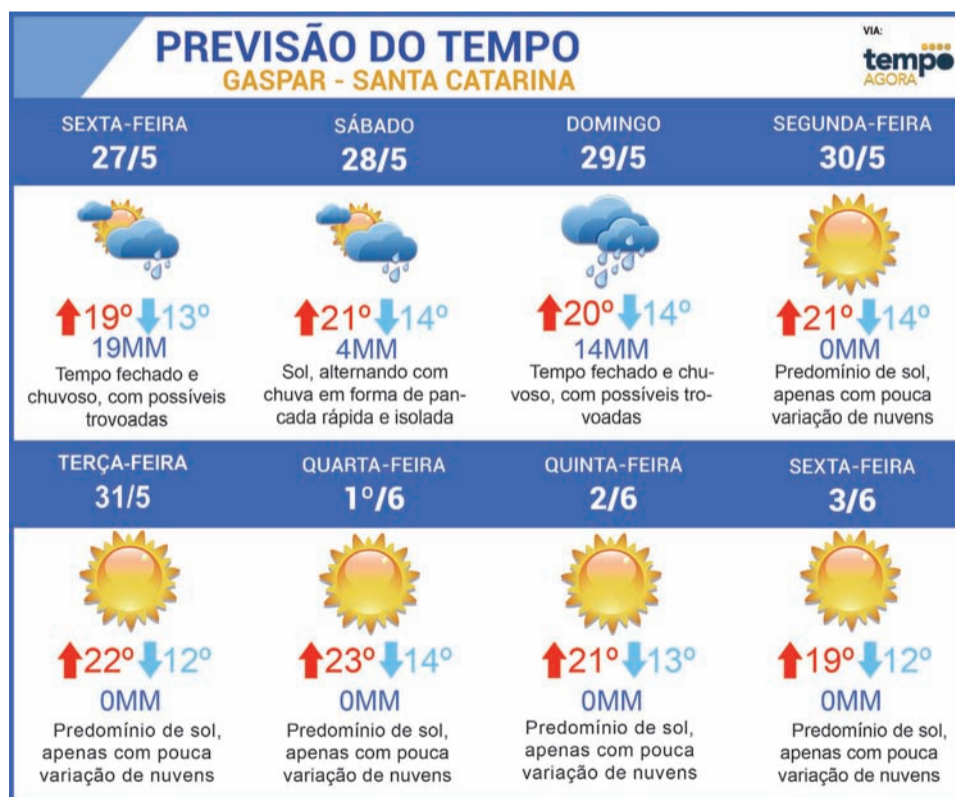 PREVISÃO DO TEMPO
GASPAR - SANTA CATARINA
VIA:
tempo
AGORA
SEXTA-FEIRA
27/5
19º 13º
19MM
Tempo fechado e
chuvoso, com possíveis
trovoadas
SÁBADO
28/5
21º 14º
4MM
Sol, alternando com
chuva em forma de pan-
cada rápida e isolada
DOMINGO
29/5
20º 14º
14MM
Tempo fechado e chu-
voso, com possíveis tro-
voadas
SEGUNDA-FEIRA
30/5
21º 14º
0MM
Predomínio de sol,
apenas com pouca
variação de nuvens
TERÇA-FEIRA
31/5
22º 12º
0MM
Predomínio de sol,
apenas com pouca
variação de nuvens
QUARTA-FEIRA
1º/6
23º 14º
0MM
Predomínio de sol,
apenas com pouca
variação de nuvens
QUINTA-FEIRA
2/6
21º 13º
0MM
Predomínio de sol,
apenas com pouca
variação de nuvens
SEXTA-FEIRA
3/6
19º 12º
0MM
Predomínio de sol,
apenas com pouca
variação de nuvens